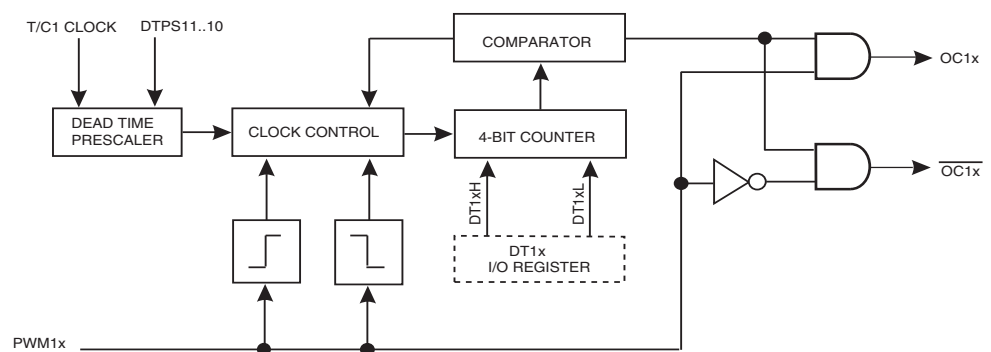 T/C1 CLOCK
DTPS11..10
COMPARATOR
OC1x
DEAD TIME
PRESCALER
CLOCK CONTROL
4-BIT COUNTER
OC1x
DT1xH
DT1xL
DT1x
I/O REGISTER
PWM1x